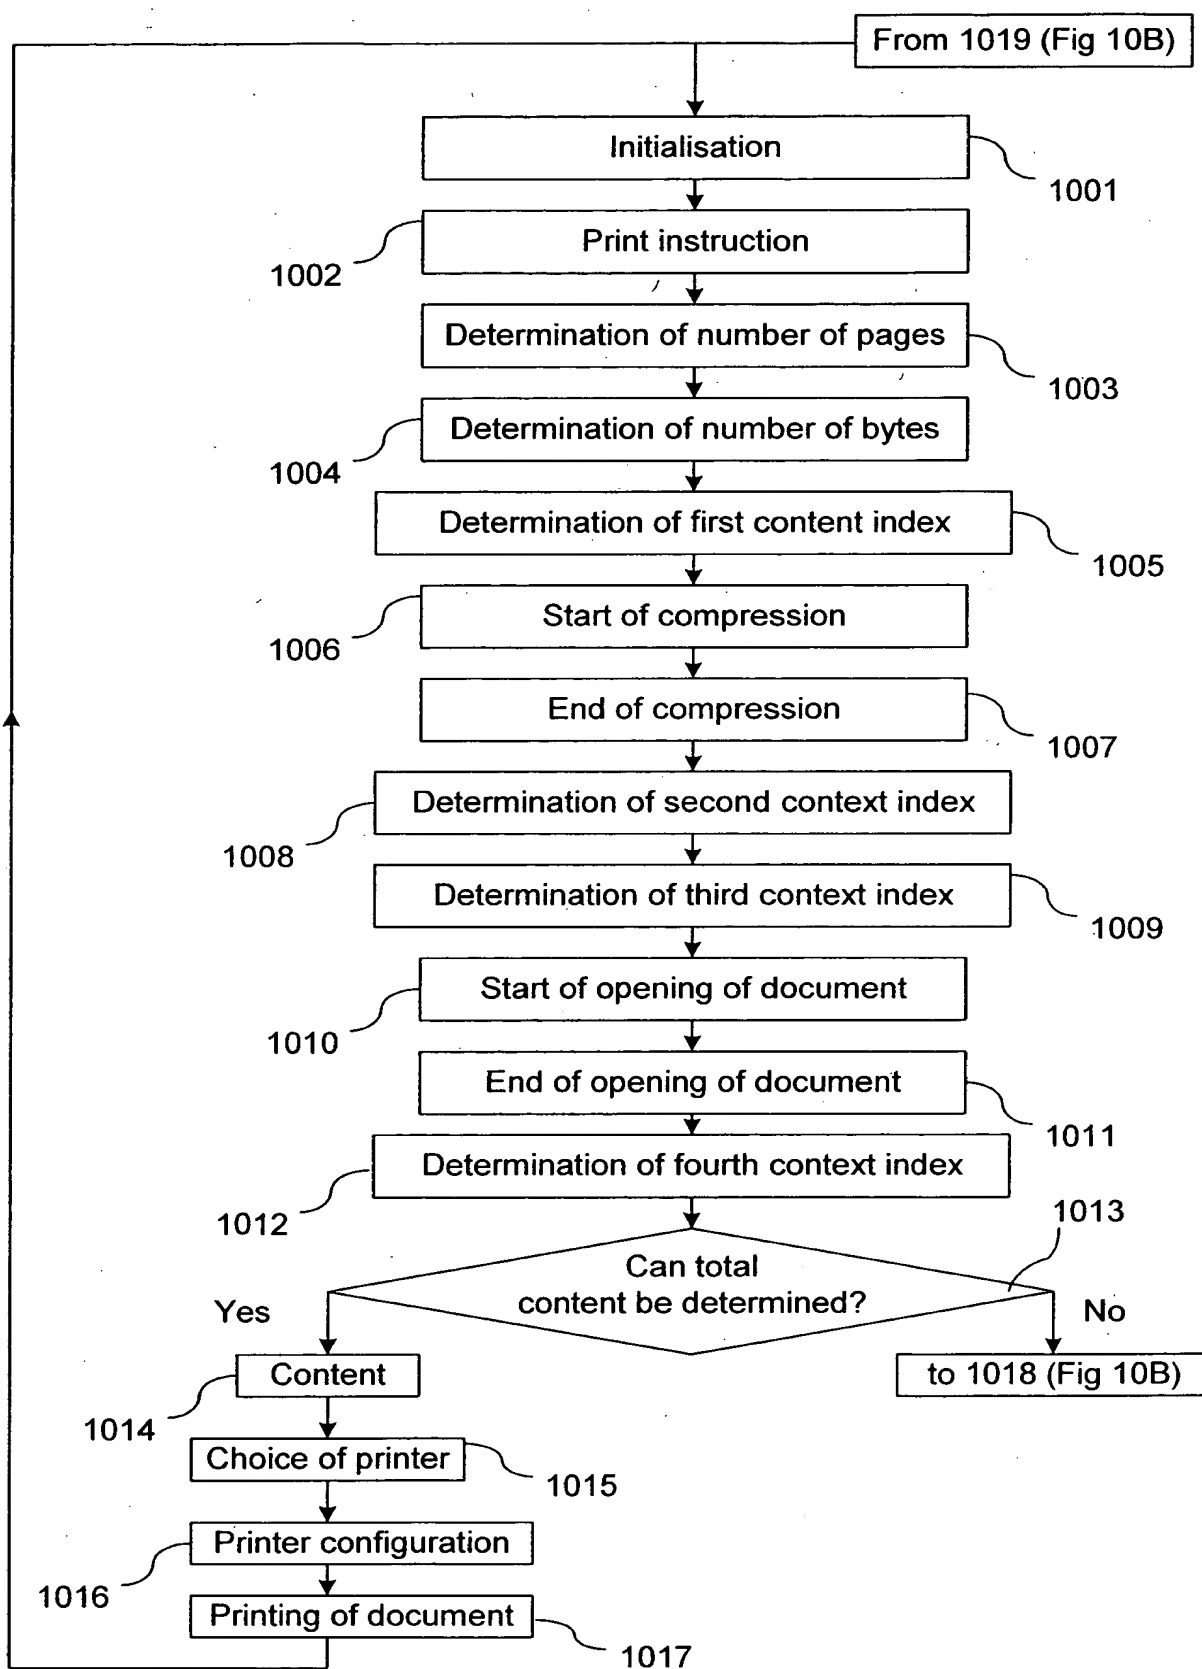 From 1019 (Fig 10B)
Initialisation
1001
Print instruction
1002
Determination of number of pages
1003
Determination of number of bytes
1004
Determination of first content index
1005
Start of compression
1006
End of compression
1007
Determination of second context index
1008
Determination of third context index
1009
Start of opening of document
1010
End of opening of document
1011
Determination of fourth context index
1012
1013
Can total
content be determined?
Yes
No
Content
to 1018 (Fig 10B)
1014
Choice of printer
1015
Printer configuration
1016
Printing of document
1017